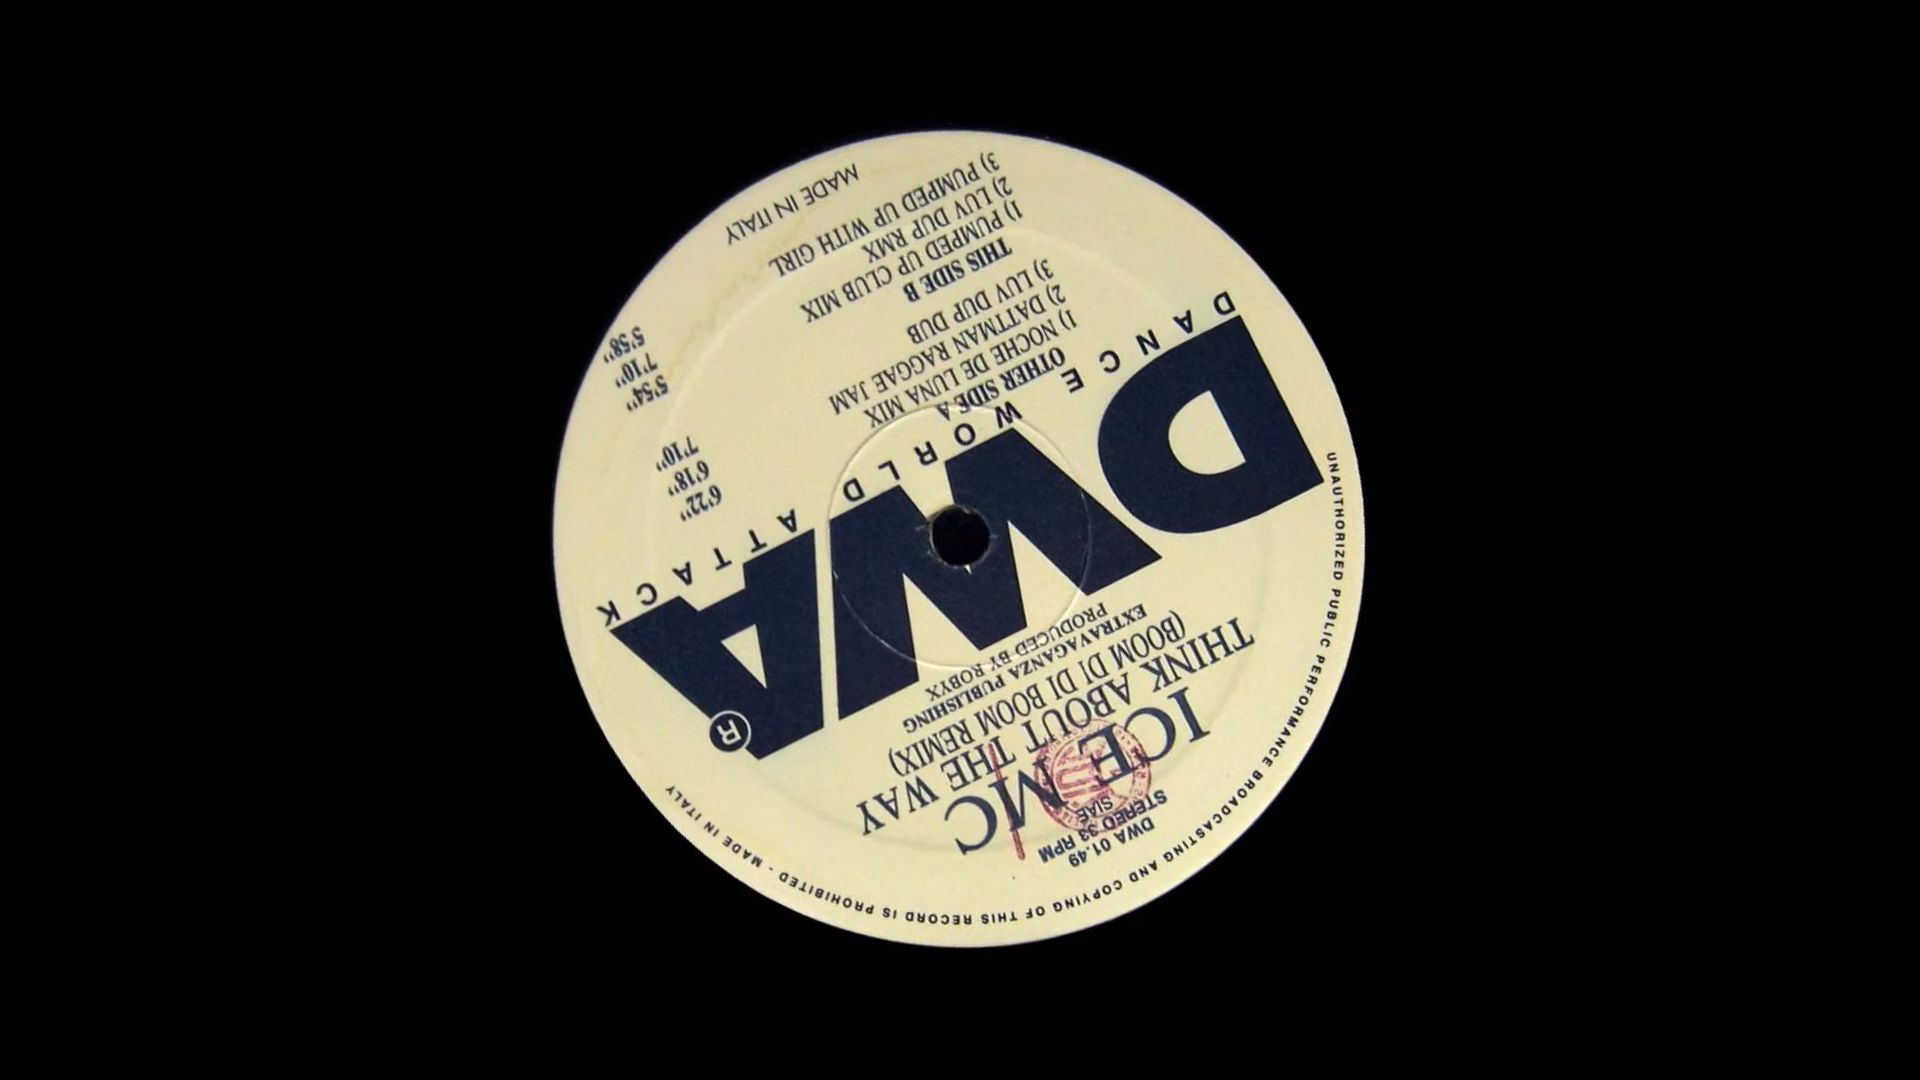 DWA 01.49
STEREO 33 RPM
SIAE
ICE MC
THINK ABOUT THE WAY
(BOOM DI DI BOOM REMIX)
EXTRAVAGANZA PUBLISHING
PRODUCED BY ROBYX
DWA ®
DANCE WORLD ATTACK
OTHER SIDE A
1) NOCHE DE LUNA MIX 6'22"
2) DATTMAN RAGGAE JAM 6'18"
3) LUV DUP DUB 7'10"
THIS SIDE B
1) PUMPED UP CLUB MIX 5'54"
2) LUV DUP RMX 7'10"
3) PUMPED UP WITH GIRL 5'58"
MADE IN ITALY
UNAUTHORIZED PUBLIC PERFORMANCE BROADCASTING AND COPYING OF THIS RECORD IS PROHIBITED - MADE IN ITALY